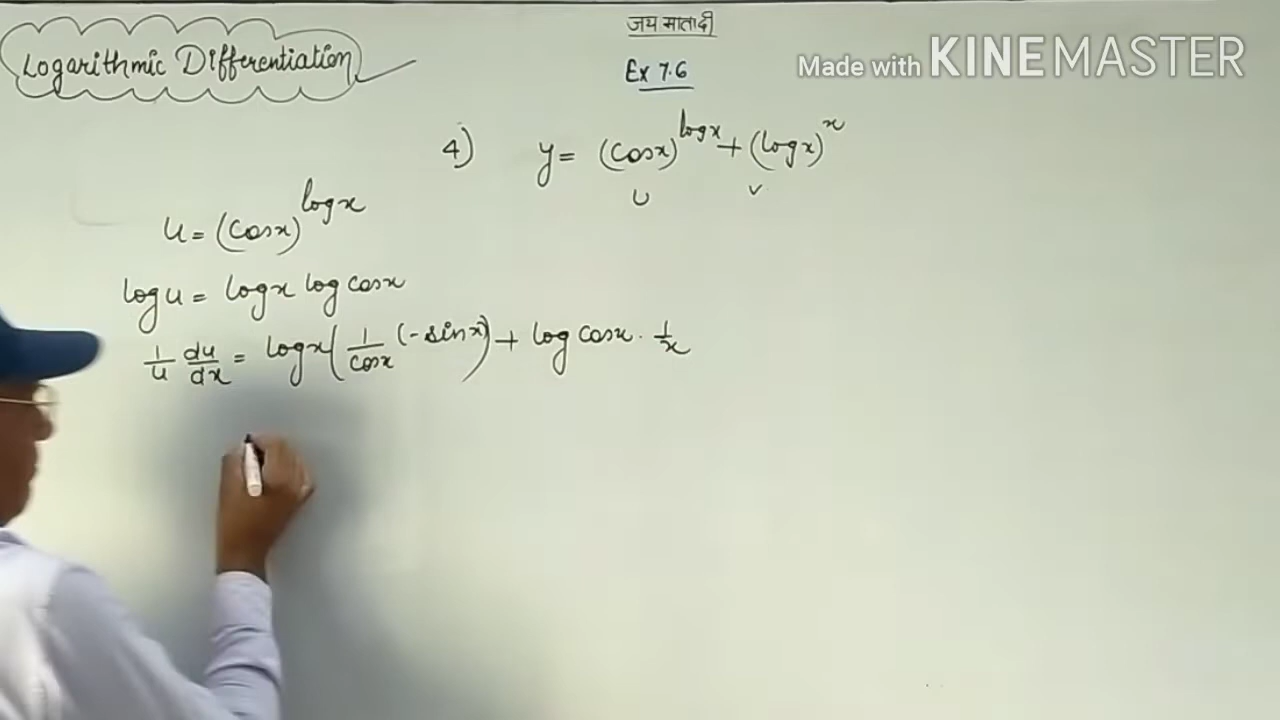 जय माता दी
Logarithmic Differentiation
Ex 7.6
Made with KINEMASTER
4) y = (cosx)^logx + (logx)^x
U V
u = (cosx)^logx
log u = logx log cosx
1/u du/dx = logx(1/cosx (-sinx)) + log cosx · 1/x